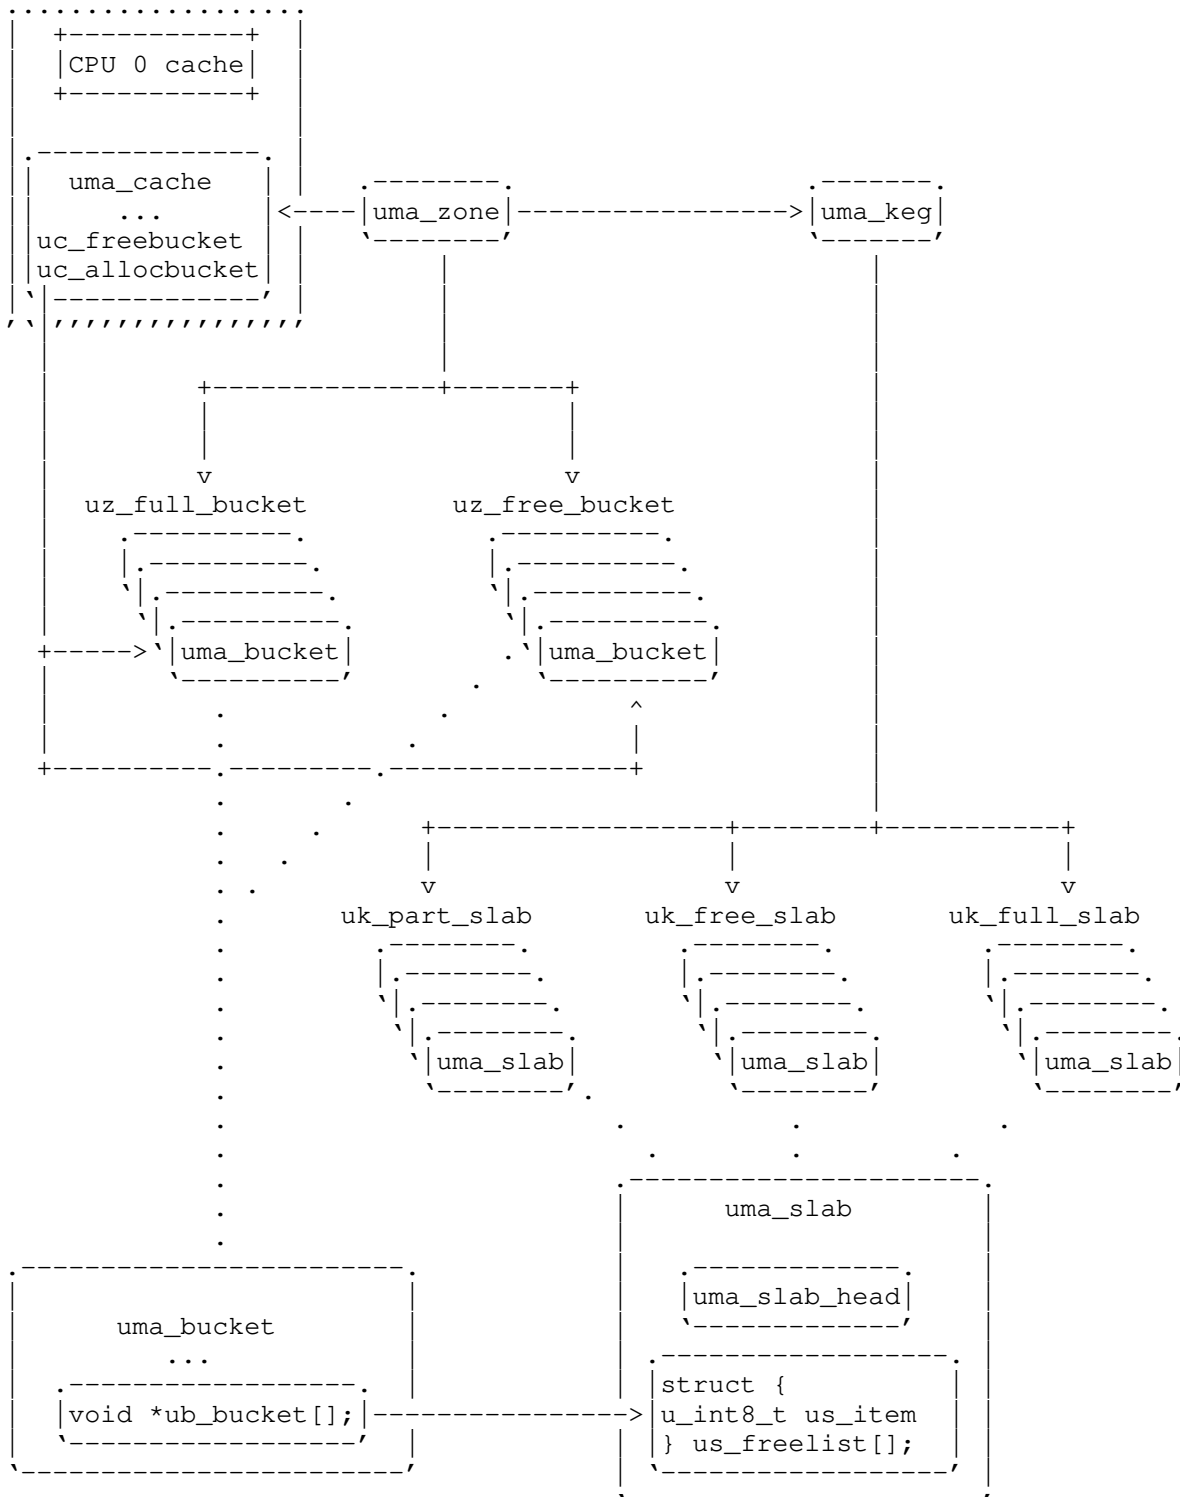 CPU 0 cache
uma_cache
...
uc_freebucket
uc_allocbucket
uma_zone
uma_keg
uz_full_bucket
uz_free_bucket
uma_bucket
uma_bucket
uk_part_slab
uk_free_slab
uk_full_slab
uma_slab
uma_slab
uma_slab
uma_slab
uma_slab_head
struct {
u_int8_t us_item
} us_freelist[];
uma_bucket
...
void *ub_bucket[];